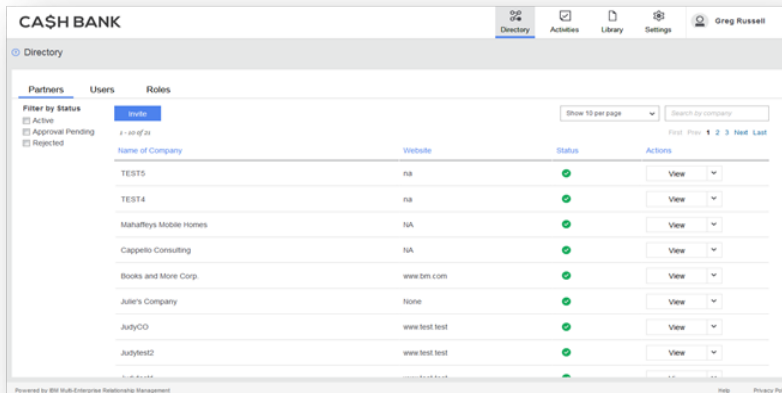 CA$H BANK
Directory Activities Library Settings Greg Russell
Directory
Partners Users Roles
Filter by Status
Active
Approval Pending
Rejected
Invite
Show 10 per page
Search by company
1 - 10 of 21
First Prev 1 2 3 Next Last
Name of Company Website Status Actions
TEST5 na View
TEST4 na View
Mahaffeys Mobile Homes NA View
Cappello Consulting NA View
Books and More Corp. www.bm.com View
Julie's Company None View
JudyCO www.test.test View
Judytest2 www.test.test View
Powered by IBM Multi-Enterprise Relationship Management Help Privacy Po